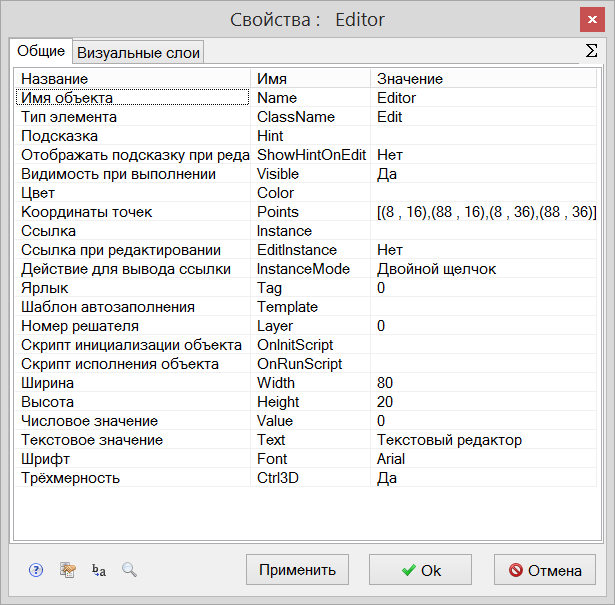 Свойства : Editor
Общие Визуальные слои Σ
Название Имя Значение
Имя объекта Name Editor
Тип элемента ClassName Edit
Подсказка Hint
Отображать подсказку при реда ShowHintOnEdit Нет
Видимость при выполнении Visible Да
Цвет Color
Координаты точек Points [(8 , 16),(88 , 16),(8 , 36),(88 , 36)]
Ссылка Instance
Ссылка при редактировании EditInstance Нет
Действие для вывода ссылки InstanceMode Двойной щелчок
Ярлык Tag 0
Шаблон автозаполнения Template
Номер решателя Layer 0
Скрипт инициализации объекта OnInitScript
Скрипт исполнения объекта OnRunScript
Ширина Width 80
Высота Height 20
Числовое значение Value 0
Текстовое значение Text Текстовый редактор
Шрифт Font Arial
Трёхмерность Ctrl3D Да
? b a Применить Ok Отмена